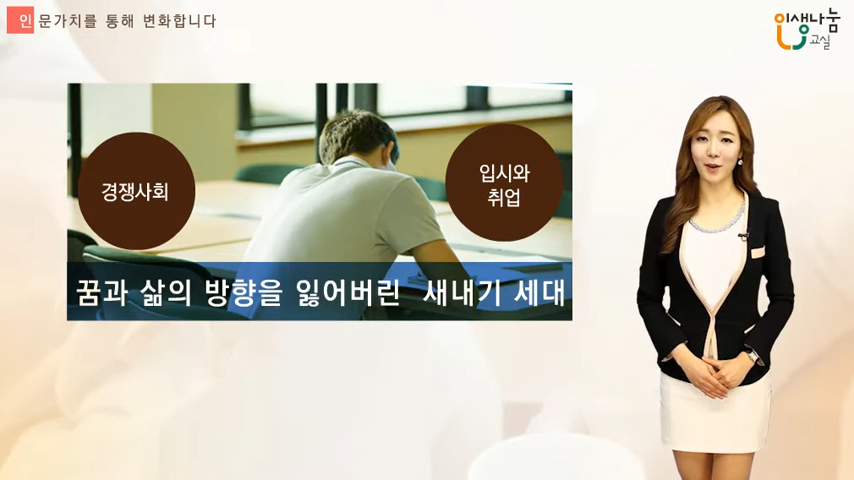 인문가치를 통해 변화합니다
인생나눔
교실
경쟁사회
입시와
취업
꿈과 삶의 방향을 잃어버린 새내기 세대